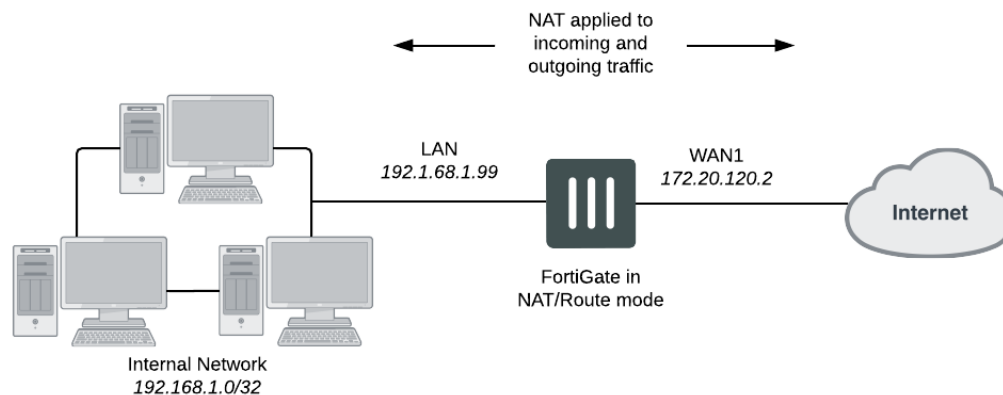 NAT applied to
incoming and
outgoing traffic
LAN
192.1.68.1.99
WAN1
172.20.120.2
Internet
FortiGate in
NAT/Route mode
Internal Network
192.168.1.0/32